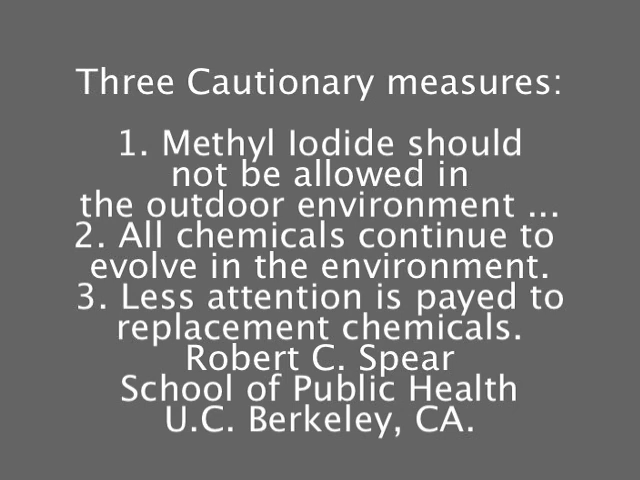 Three Cautionary measures:
1. Methyl Iodide should
not be allowed in
the outdoor environment ...
2. All chemicals continue to
evolve in the environment.
3. Less attention is payed to
replacement chemicals.
Robert C. Spear
School of Public Health
U.C. Berkeley, CA.